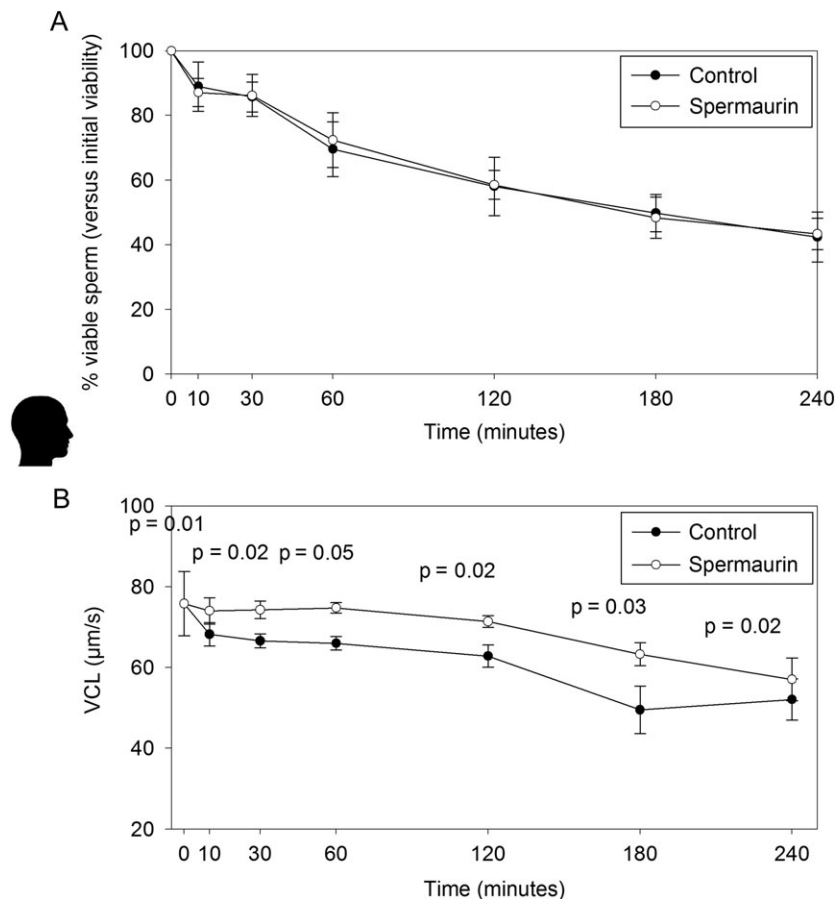 A
100
80
60
40
20
0
% viable sperm (versus initial viability)
Control
Spermaurin
0 10 30 60 120 180 240
Time (minutes)
B
100
80
60
40
20
VCL (µm/s)
p = 0.01
p = 0.02
p = 0.05
p = 0.02
p = 0.03
p = 0.02
Control
Spermaurin
0 10 30 60 120 180 240
Time (minutes)